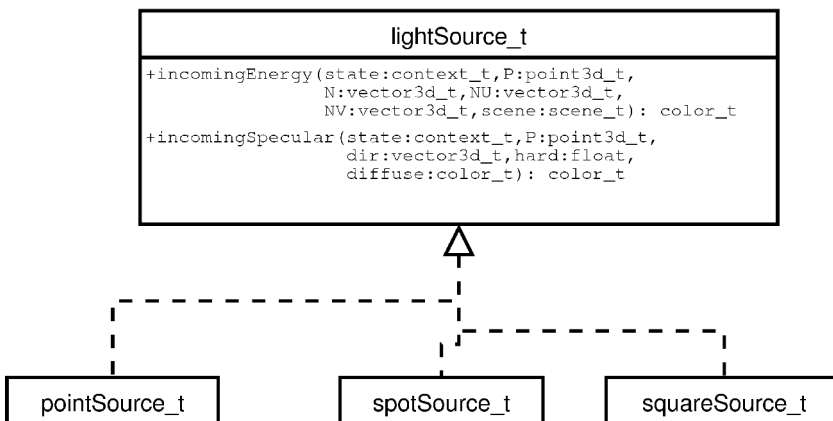 lightSource_t
+incomingEnergy(state:context_t,P:point3d_t,
N:vector3d_t,NU:vector3d_t,
NV:vector3d_t,scene:scene_t): color_t
+incomingSpecular(state:context_t,P:point3d_t,
dir:vector3d_t,hard:float,
diffuse:color_t): color_t
pointSource_t
spotSource_t
squareSource_t